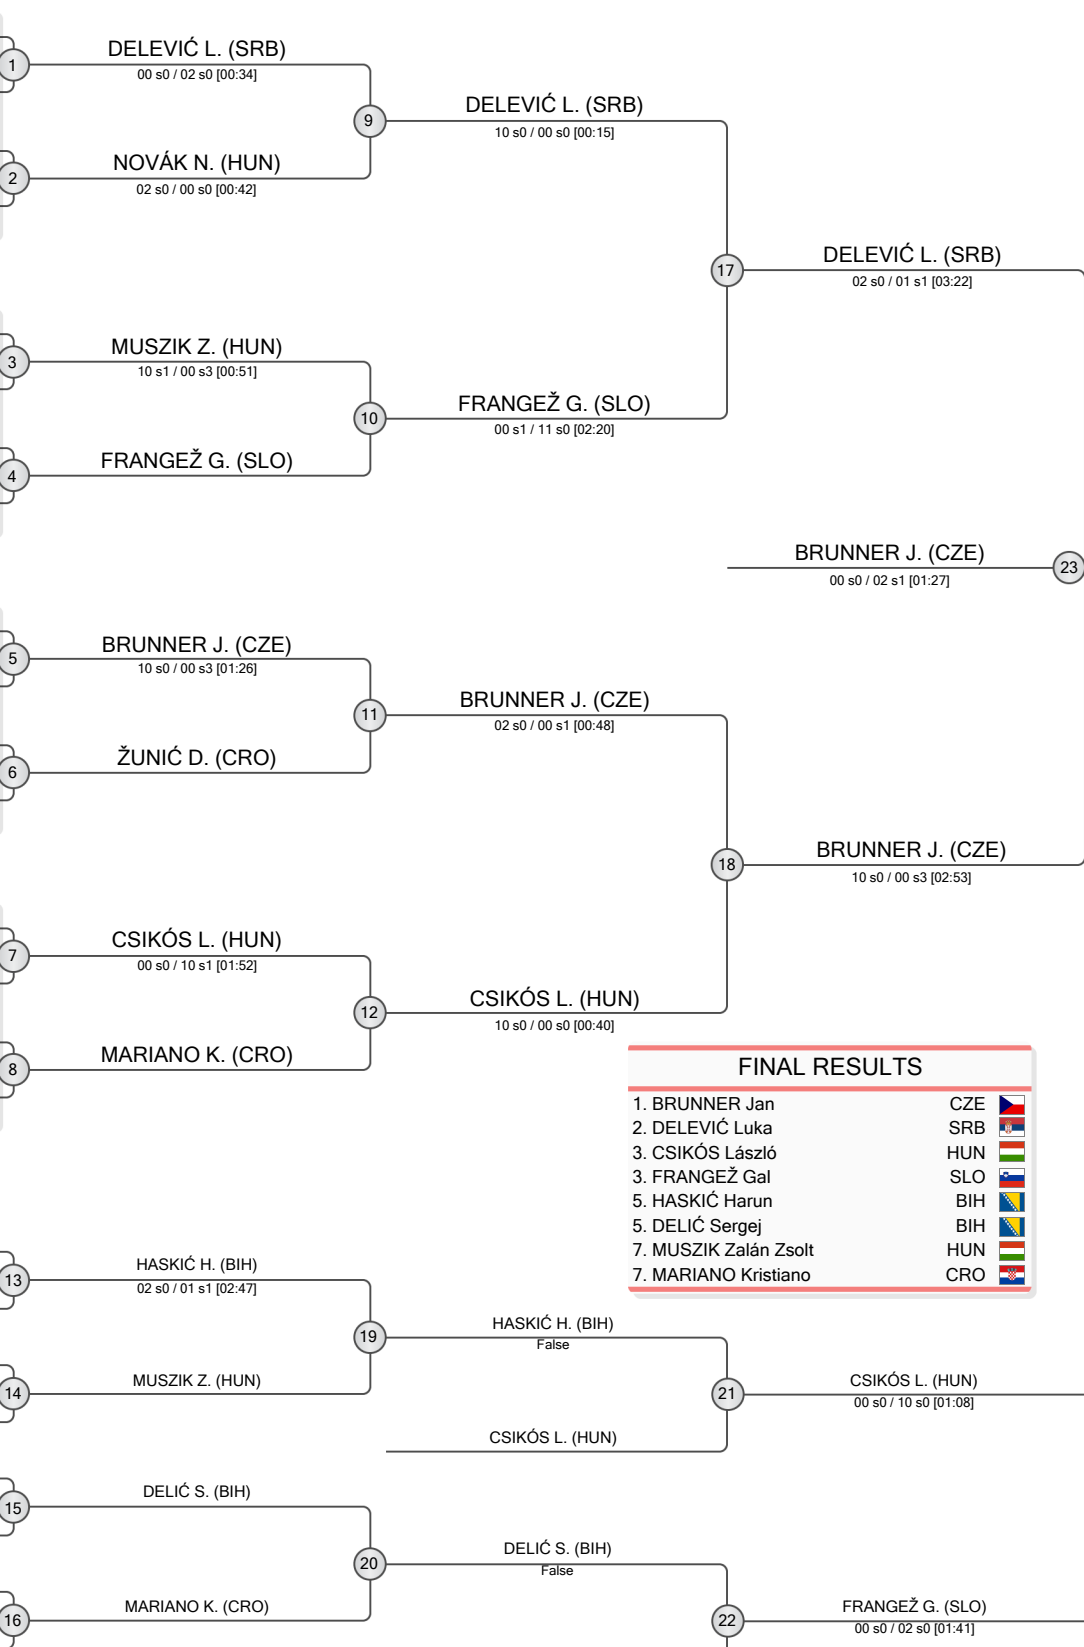 DELEVIĆ L. (SRB)
1
00 s0 / 02 s0 [00:34]
DELEVIĆ L. (SRB)
9
10 s0 / 00 s0 [00:15]
NOVÁK N. (HUN)
2
02 s0 / 00 s0 [00:42]
DELEVIĆ L. (SRB)
17
02 s0 / 01 s1 [03:22]
MUSZIK Z. (HUN)
3
10 s1 / 00 s3 [00:51]
FRANGEŽ G. (SLO)
10
00 s1 / 11 s0 [02:20]
FRANGEŽ G. (SLO)
4
BRUNNER J. (CZE)
23
00 s0 / 02 s1 [01:27]
BRUNNER J. (CZE)
5
10 s0 / 00 s3 [01:26]
BRUNNER J. (CZE)
11
02 s0 / 00 s1 [00:48]
ŽUNIĆ D. (CRO)
6
BRUNNER J. (CZE)
18
10 s0 / 00 s3 [02:53]
CSIKÓS L. (HUN)
7
00 s0 / 10 s1 [01:52]
CSIKÓS L. (HUN)
12
10 s0 / 00 s0 [00:40]
MARIANO K. (CRO)
8
FINAL RESULTS
1. BRUNNER Jan CZE
2. DELEVIĆ Luka SRB
3. CSIKÓS László HUN
3. FRANGEŽ Gal SLO
5. HASKIĆ Harun BIH
5. DELIĆ Sergej BIH
7. MUSZIK Zalán Zsolt HUN
7. MARIANO Kristiano CRO
HASKIĆ H. (BIH)
13
02 s0 / 01 s1 [02:47]
HASKIĆ H. (BIH)
19
False
MUSZIK Z. (HUN)
14
CSIKÓS L. (HUN)
21
00 s0 / 10 s0 [01:08]
CSIKÓS L. (HUN)
DELIĆ S. (BIH)
15
DELIĆ S. (BIH)
20
False
MARIANO K. (CRO)
16
FRANGEŽ G. (SLO)
22
00 s0 / 02 s0 [01:41]